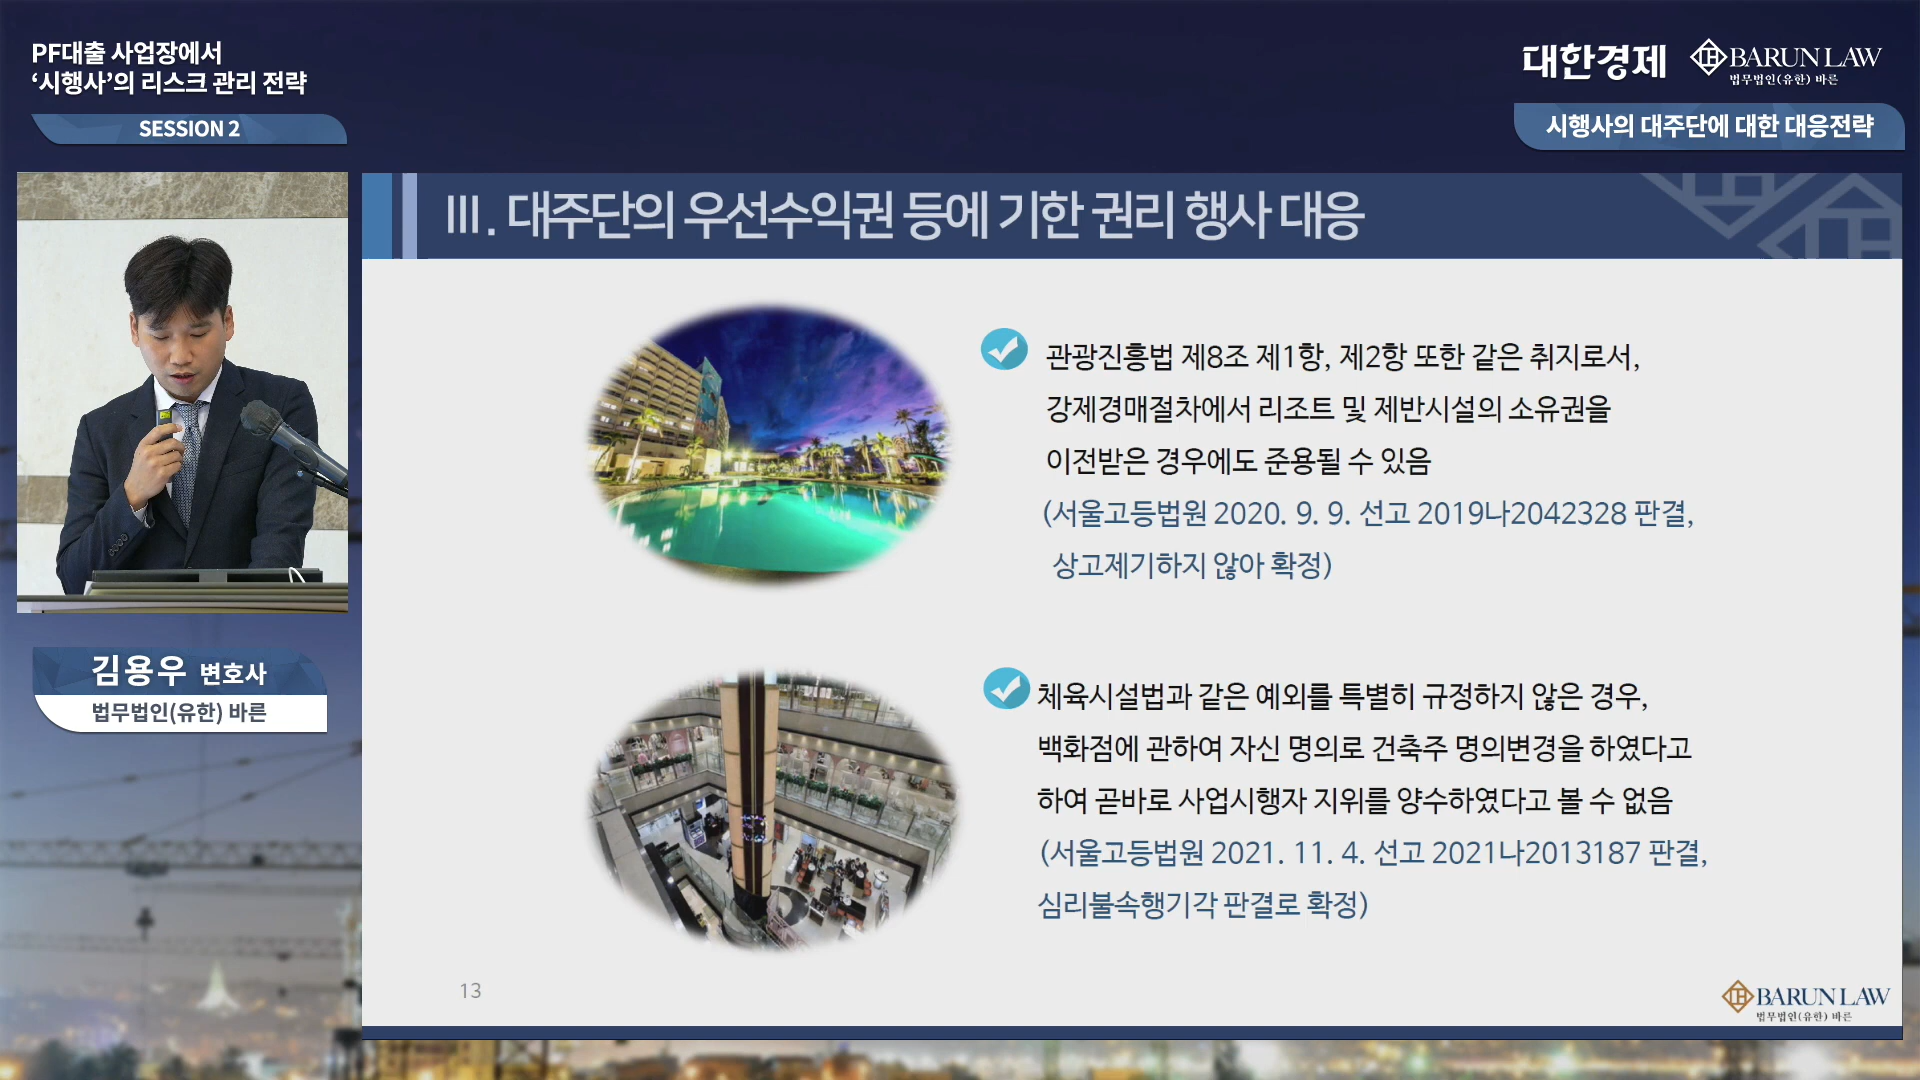 PF대출 사업장에서
‘시행사’의 리스크 관리 전략
SESSION 2
대한경제
BARUN LAW
법무법인(유한) 바른
시행사의 대주단에 대한 대응전략
III. 대주단의 우선수익권 등에 기한 권리 행사 대응
관광진흥법 제8조 제1항, 제2항 또한 같은 취지로서,
강제경매절차에서 리조트 및 제반시설의 소유권을
이전받은 경우에도 준용될 수 있음
(서울고등법원 2020. 9. 9. 선고 2019나2042328 판결,
상고제기하지 않아 확정)
체육시설법과 같은 예외를 특별히 규정하지 않은 경우,
백화점에 관하여 자신 명의로 건축주 명의변경을 하였다고
하여 곧바로 사업시행자 지위를 양수하였다고 볼 수 없음
(서울고등법원 2021. 11. 4. 선고 2021나2013187 판결,
심리불속행기각 판결로 확정)
김용우 변호사
법무법인(유한) 바른
13
BARUN LAW
법무법인(유한) 바른